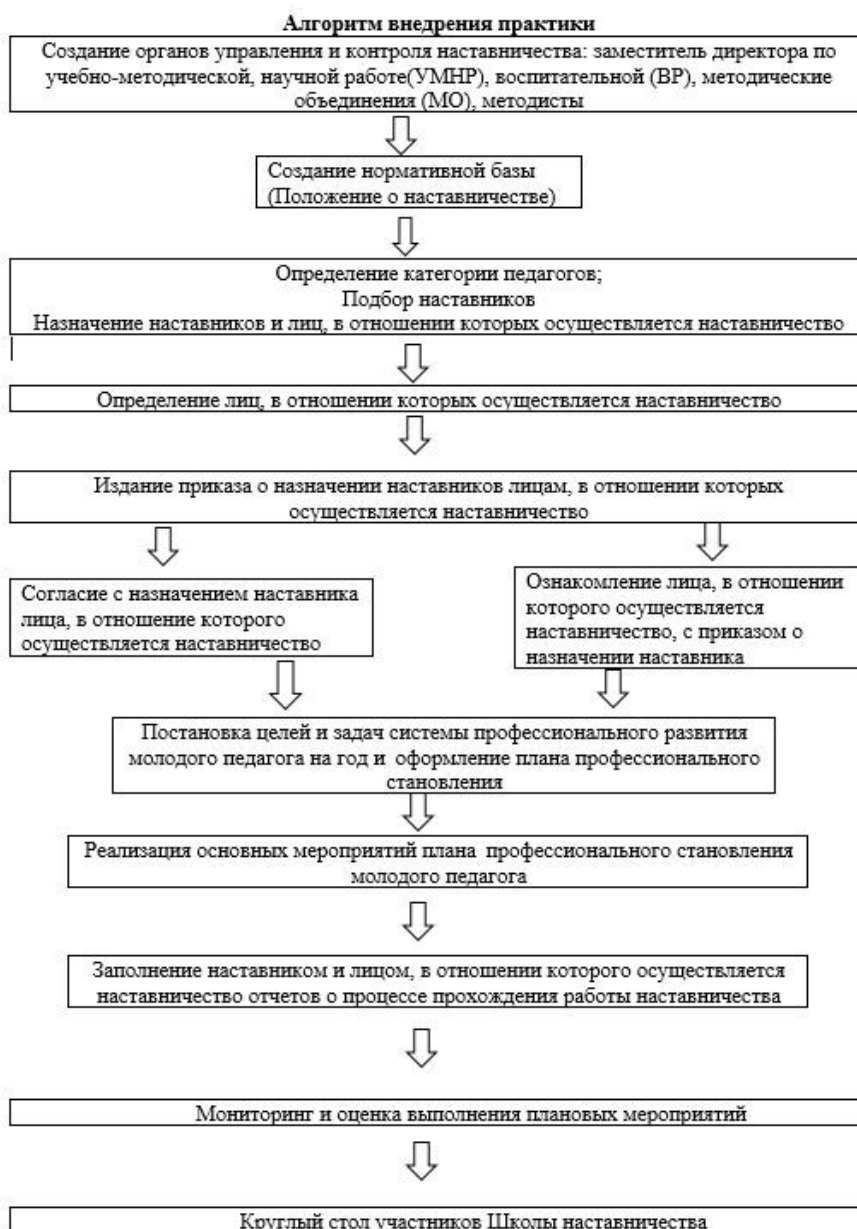 Алгоритм внедрения практики
Создание органов управления и контроля наставничества: заместитель директора по
учебно-методической, научной работе(УМНР), воспитательной (ВР), методические
объединения (МО), методисты
Создание нормативной базы
(Положение о наставничестве)
Определение категории педагогов;
Подбор наставников
Назначение наставников и лиц, в отношении которых осуществляется наставничество
Определение лиц, в отношении которых осуществляется наставничество
Издание приказа о назначении наставников лицам, в отношении которых
осуществляется наставничество
Согласие с назначением наставника
лица, в отношение которого
осуществляется наставничество
Ознакомление лица, в отношении
которого осуществляется
наставничество, с приказом о
назначении наставника
Постановка целей и задач системы профессионального развития
молодого педагога на год и оформление плана профессионального
становления
Реализация основных мероприятий плана профессионального становления
молодого педагога
Заполнение наставником и лицом, в отношении которого осуществляется
наставничество отчетов о процессе прохождения работы наставничества
Мониторинг и оценка выполнения плановых мероприятий
Круглый стол участников Школы наставничества